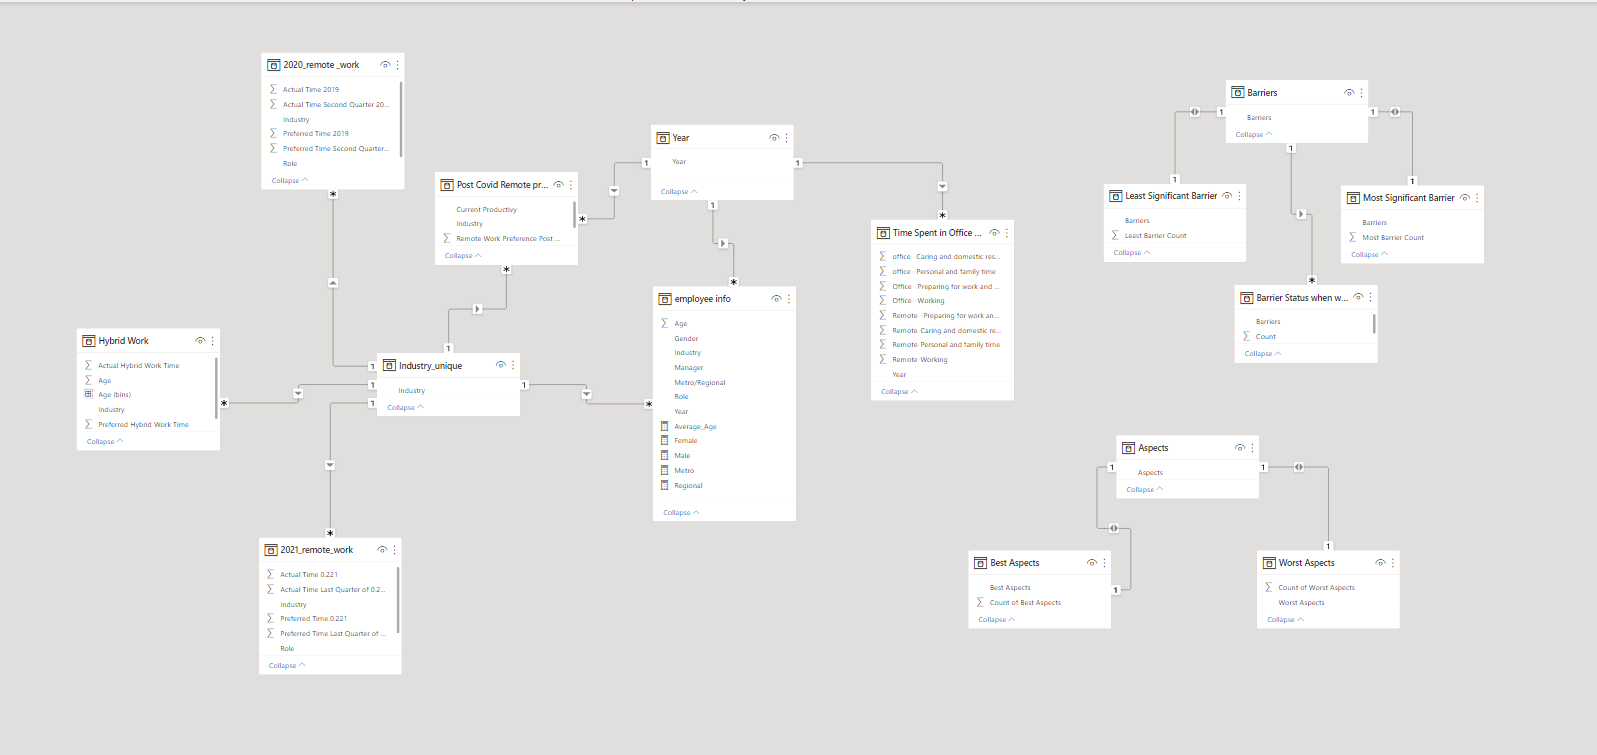 2020_remote _work
Actual Time 2019
Actual Time Second Quarter 20...
Industry
Preferred Time 2019
Preferred Time Second Quarter...
Role
Collapse
*
1
Post Covid Remote pr...
Current Productivy
Industry
Remote Work Preference Post ...
Collapse
*
*
1
Year
Year
Collapse
1
1
1
*
*
Time Spent in Office ...
office - Caring and domestic res...
office - Personal and family time
Office - Preparing for work and ...
Office - Working
Remote - Preparing for work an...
Remote- Caring and domestic re...
Remote- Personal and family time
Remote- Working
Year
Collapse
employee info
Age
Gender
Industry
Manager
Metro/Regional
Role
Year
Average_Age
Female
Male
Metro
Regional
Collapse
*
Hybrid Work
Actual Hybrid Work Time
Age
Age (bins)
Industry
Preferred Hybrid Work Time
Collapse
*
Industry_unique
Industry
Collapse
1
1
1
1
*
2021_remote_work
Actual Time 0.221
Actual Time Last Quarter of 0.2...
Industry
Preferred Time 0.221
Preferred Time Last Quarter of ...
Role
Collapse
Barriers
Barriers
Collapse
1
1
1
1
1
*
Least Significant Barrier
Barriers
Least Barrier Count
Collapse
Most Significant Barrier
Barriers
Most Barrier Count
Collapse
Barrier Status when w...
Barriers
Count
Collapse
Aspects
Aspects
Collapse
1
1
1
1
Best Aspects
Best Aspects
Count of Best Aspects
Collapse
Worst Aspects
Count of Worst Aspects
Worst Aspects
Collapse